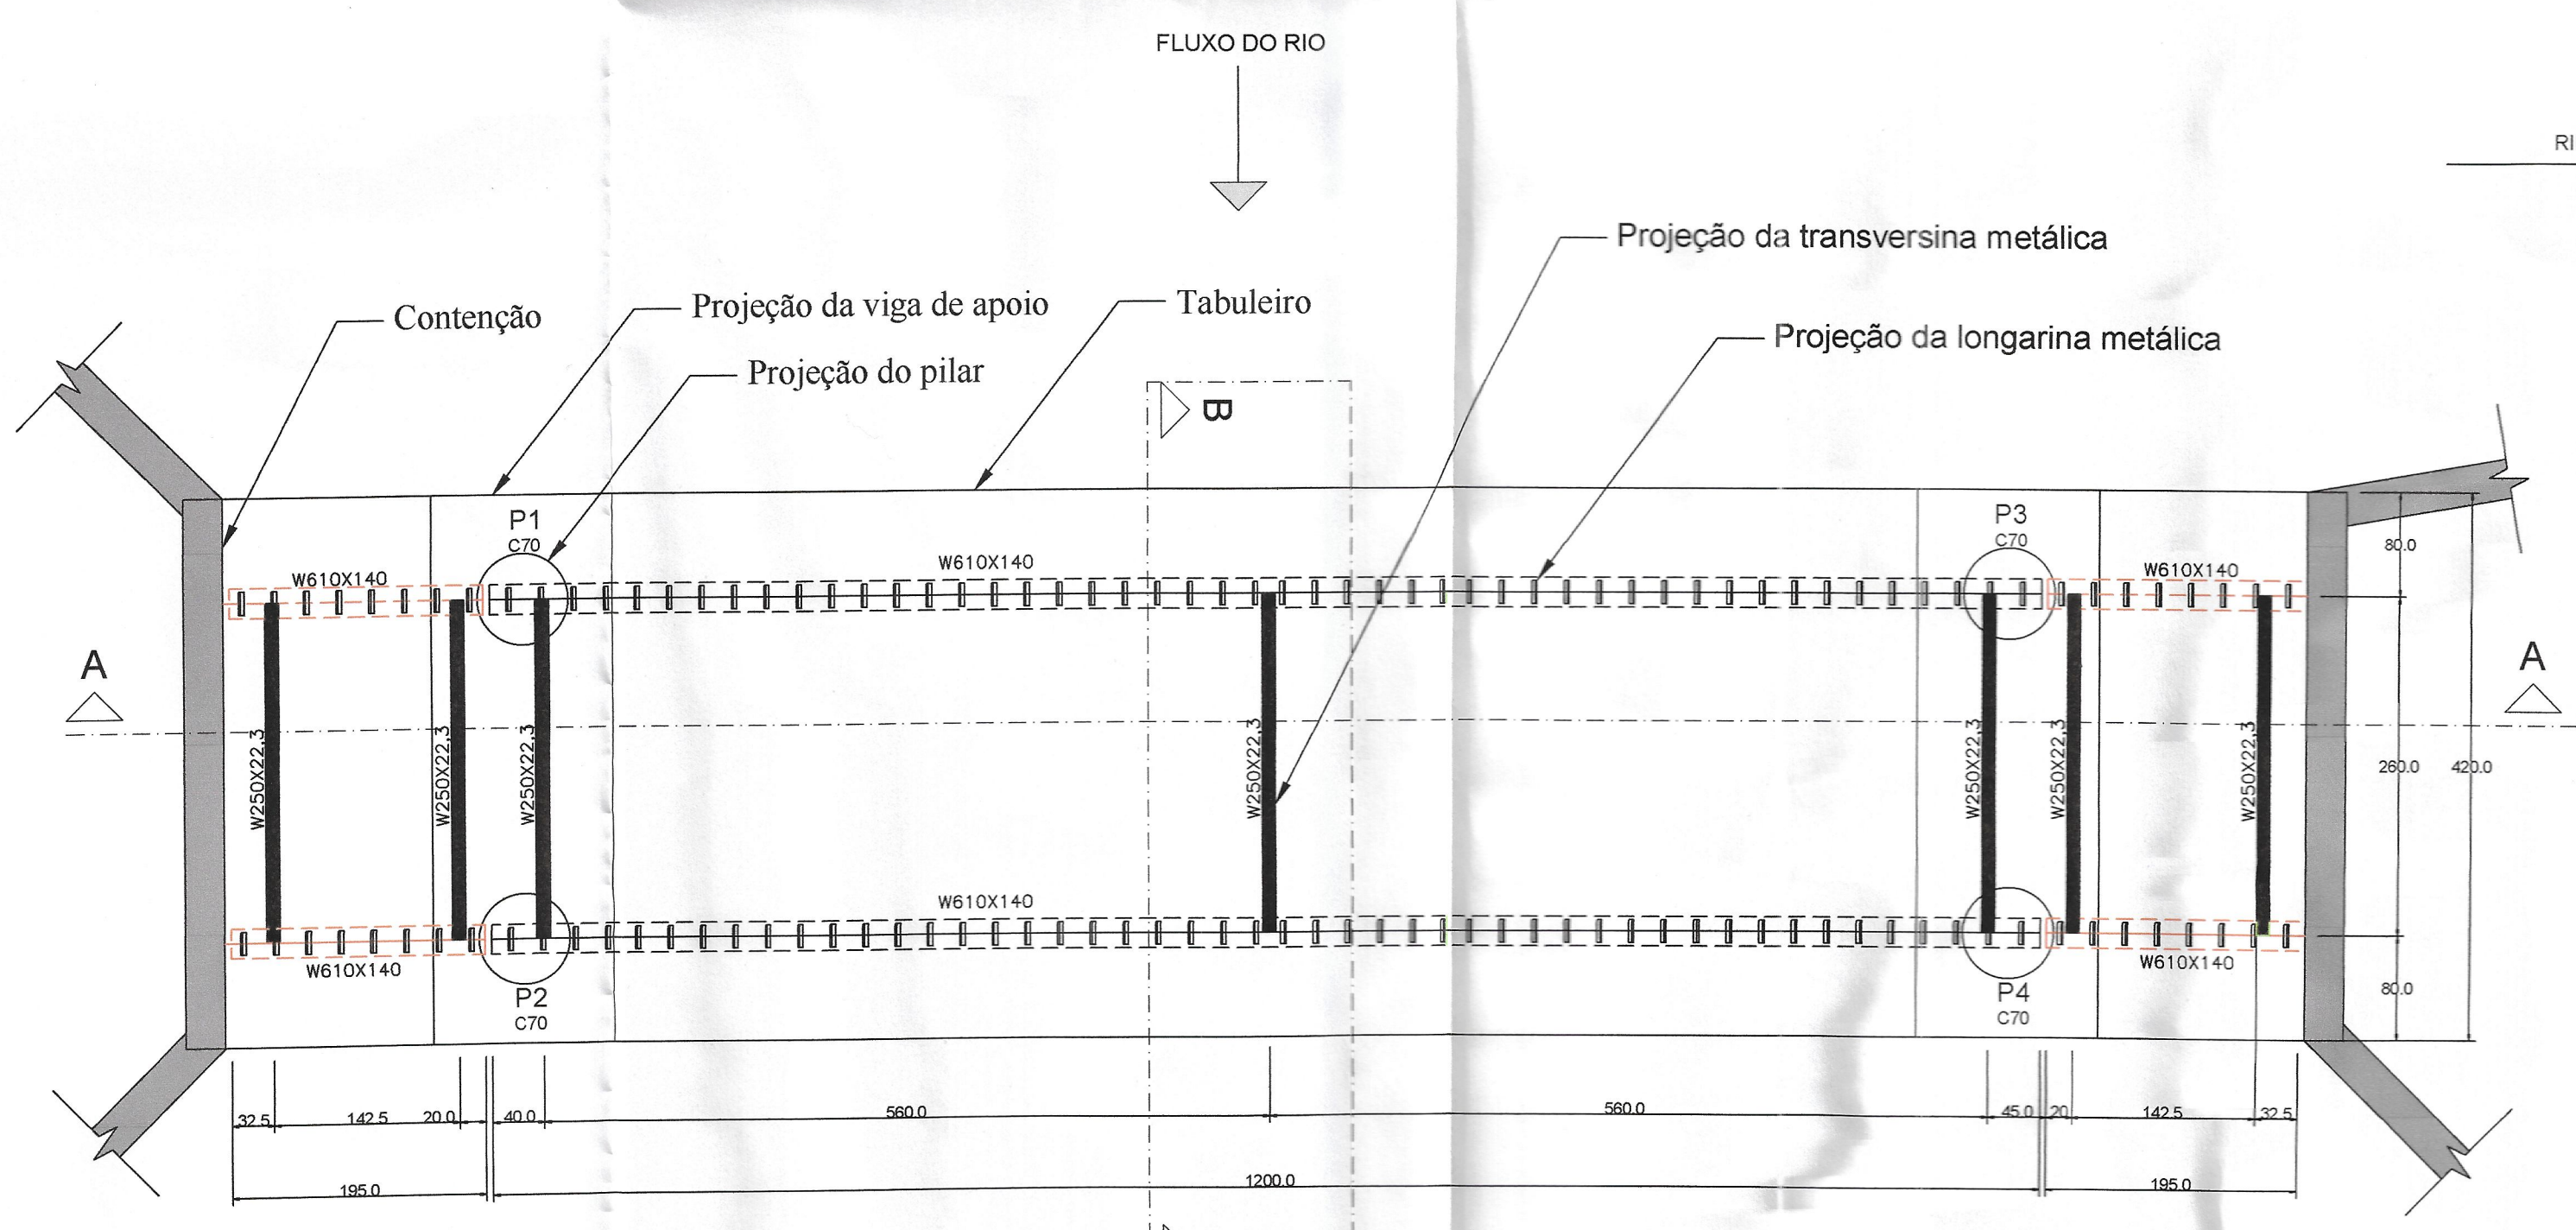 FLUXO DO RIO
RI
Projeção da transversina metálica
Contenção
Projeção da viga de apoio
Tabuleiro
Projeção da longarina metálica
Projeção do pilar
B
P1
C70
P3
C70
80.0
W610X140
W610X140
W610X140
A
A
W250X22,3
W250X22,3
W250X22,3
W250X22,3
W250X22,3
W250X22,3
W250X22,3
260.0
420.0
W610X140
W610X140
W610X140
80.0
P2
C70
P4
C70
32.5
142.5
20.0
40.0
560.0
560.0
45.0
20
142.5
32.5
195.0
1200.0
195.0